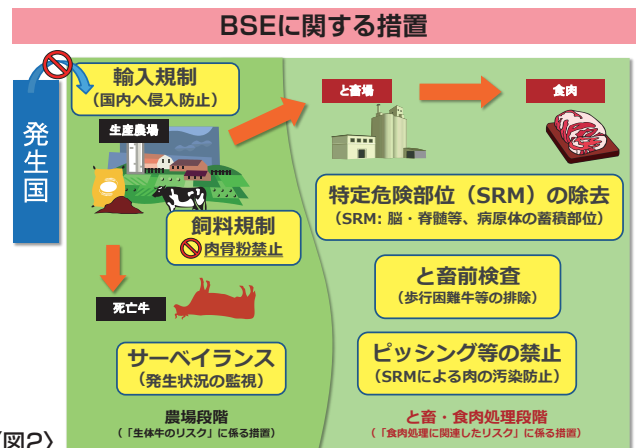 BSEに関する措置
発生国
輸入規制
(国内へ侵入防止)
生産農場
と畜場
食肉
飼料規制
肉骨粉禁止
死亡牛
サーベイランス
(発生状況の監視)
農場段階
(「生体牛のリスク」に係る措置)
特定危険部位(SRM)の除去
(SRM: 脳・脊髄等、病原体の蓄積部位)
と畜前検査
(歩行困難牛等の排除)
ピッシング等の禁止
(SRMによる肉の汚染防止)
と畜・食肉処理段階
(「食肉処理に関連したリスク」に係る措置)
図2〉